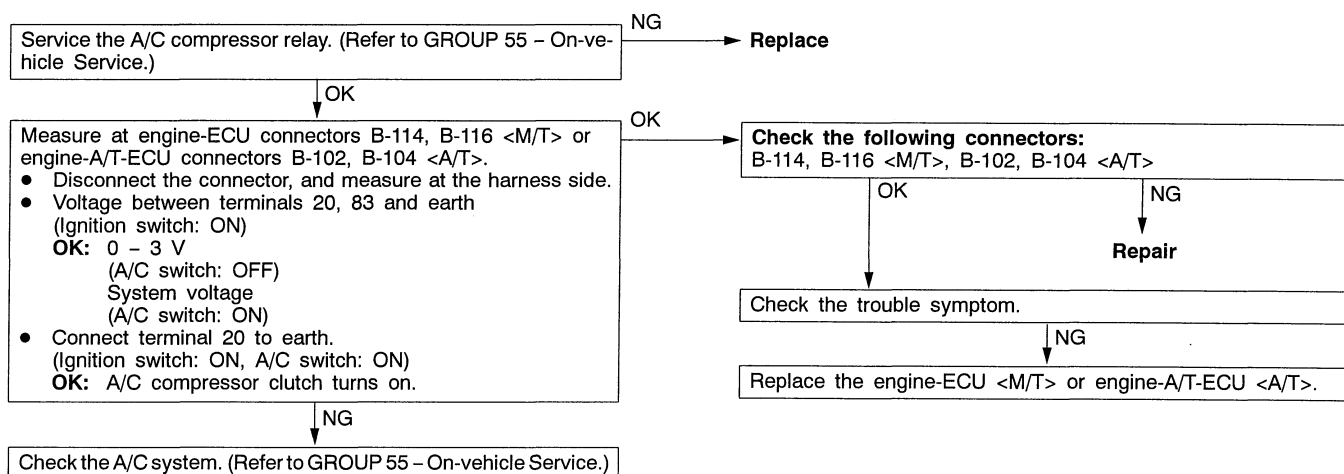 Service the A/C compressor relay. (Refer to GROUP 55 – On-ve-
hicle Service.)
NG
Replace
OK
Measure at engine-ECU connectors B-114, B-116 <M/T> or
engine-A/T-ECU connectors B-102, B-104 <A/T>.
● Disconnect the connector, and measure at the harness side.
● Voltage between terminals 20, 83 and earth
(Ignition switch: ON)
OK: 0 – 3 V
(A/C switch: OFF)
System voltage
(A/C switch: ON)
● Connect terminal 20 to earth.
(Ignition switch: ON, A/C switch: ON)
OK: A/C compressor clutch turns on.
OK
Check the following connectors:
B-114, B-116 <M/T>, B-102, B-104 <A/T>
OK
NG
Repair
Check the trouble symptom.
NG
Replace the engine-ECU <M/T> or engine-A/T-ECU <A/T>.
NG
Check the A/C system. (Refer to GROUP 55 – On-vehicle Service.)